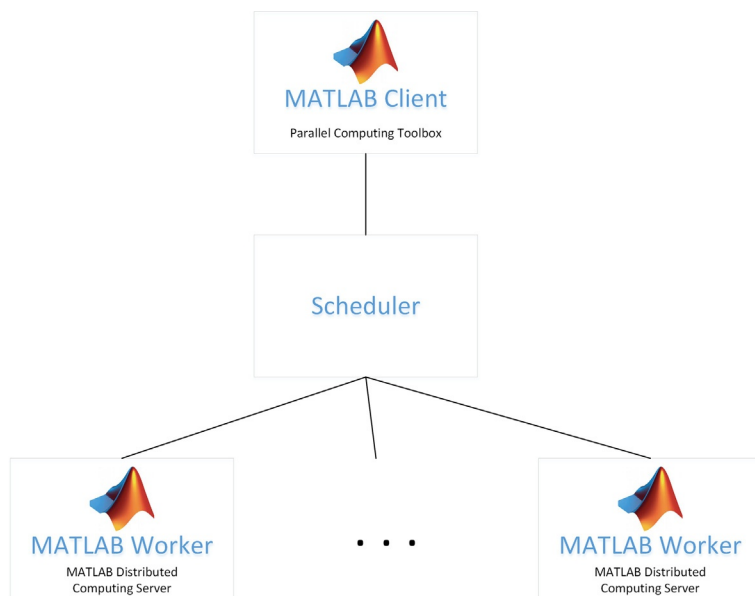 MATLAB Client
Parallel Computing Toolbox
Scheduler
MATLAB Worker
MATLAB Distributed
Computing Server
. . .
MATLAB Worker
MATLAB Distributed
Computing Server